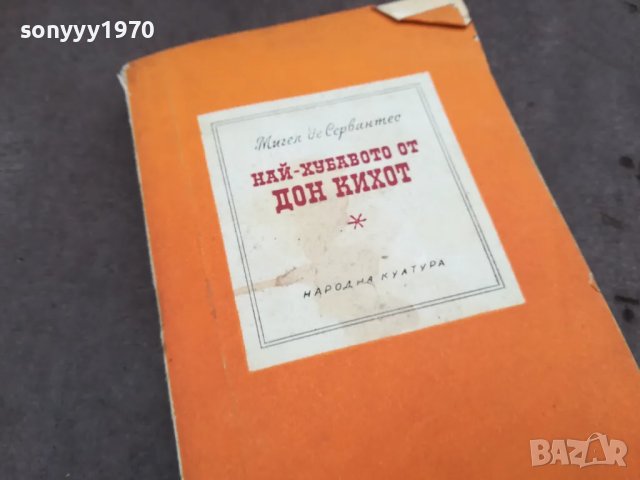 sonyyy1970
Мигел де Сервантес
НАЙ-ХУБАВОТО ОТ
ДОН КИХОТ
*
НАРОДНА КУЛТУРА
BAZAR